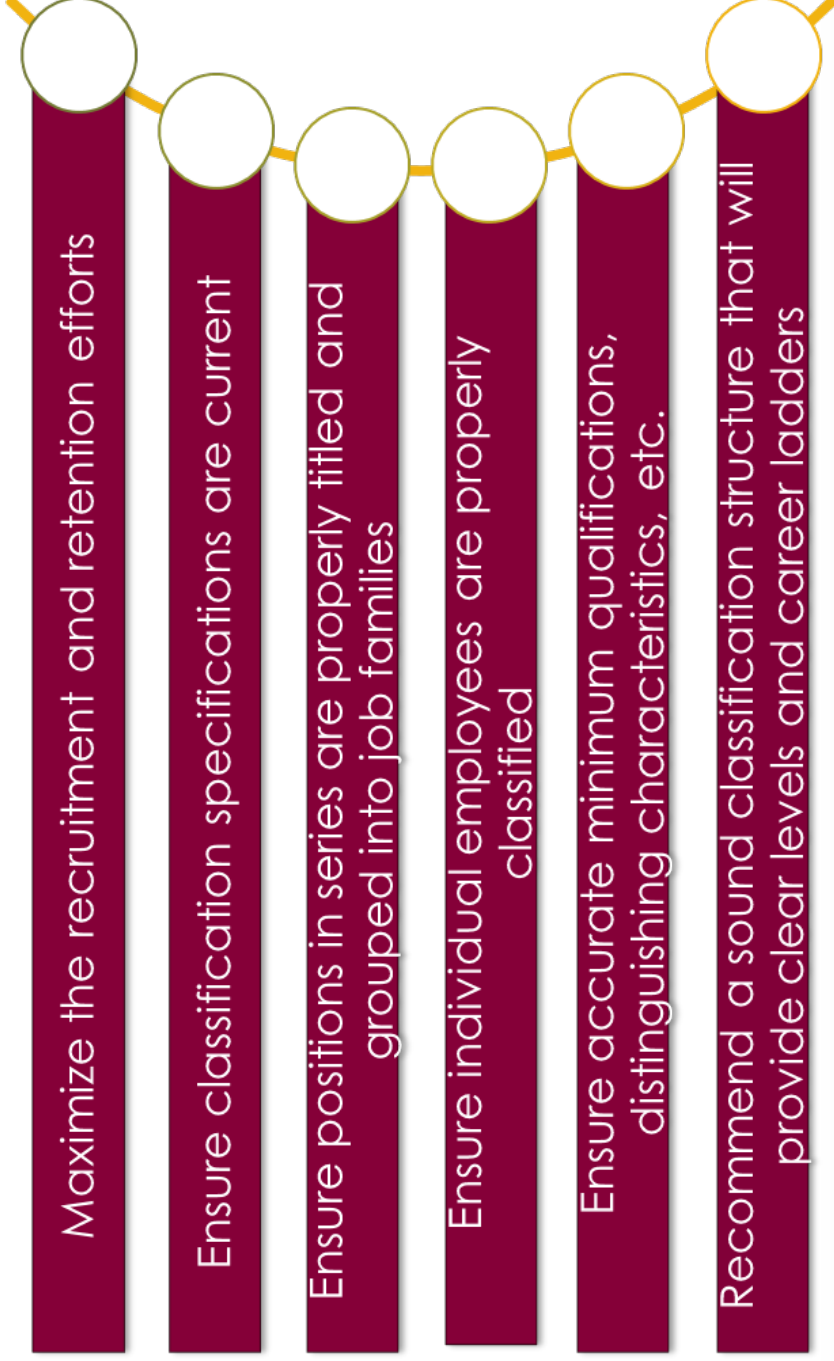 Maximize the recruitment and retention efforts
Ensure classification specifications are current
Ensure positions in series are properly titled and
grouped into job families
Ensure individual employees are properly
classified
Ensure accurate minimum qualifications,
distinguishing characteristics, etc.
Recommend a sound classification structure that will
provide clear levels and career ladders